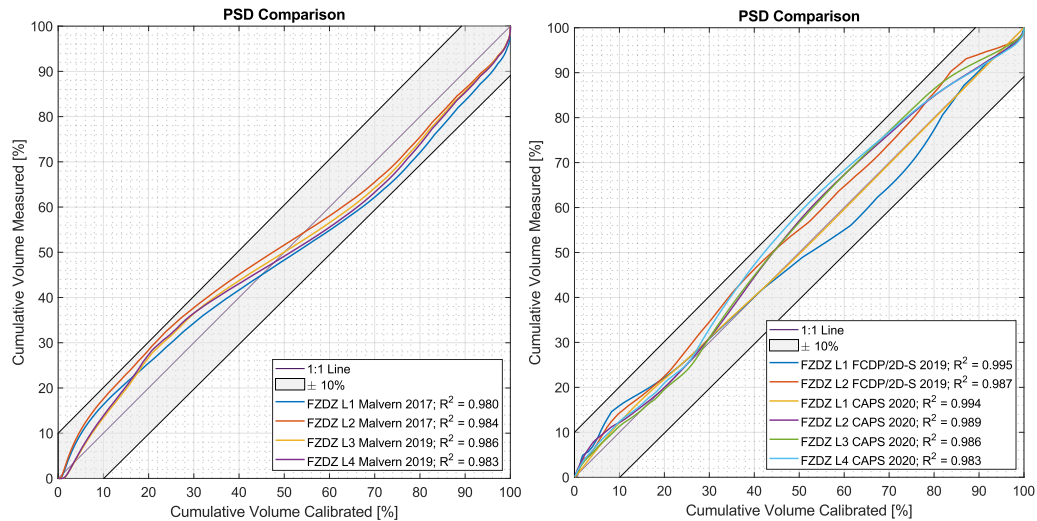 PSD Comparison
100
90
80
70
60
50
40
30
20
10
0
Cumulative Volume Measured [%]
1:1 Line
± 10%
FZDZ L1 Malvern 2017; R² = 0.980
FZDZ L2 Malvern 2017; R² = 0.984
FZDZ L3 Malvern 2019; R² = 0.986
FZDZ L4 Malvern 2019; R² = 0.983
0 10 20 30 40 50 60 70 80 90 100
Cumulative Volume Calibrated [%]
PSD Comparison
100
90
80
70
60
50
40
30
20
10
0
Cumulative Volume Measured [%]
1:1 Line
± 10%
FZDZ L1 FCDP/2D-S 2019; R² = 0.995
FZDZ L2 FCDP/2D-S 2019; R² = 0.987
FZDZ L1 CAPS 2020; R² = 0.994
FZDZ L2 CAPS 2020; R² = 0.989
FZDZ L3 CAPS 2020; R² = 0.986
FZDZ L4 CAPS 2020; R² = 0.983
0 10 20 30 40 50 60 70 80 90 100
Cumulative Volume Calibrated [%]